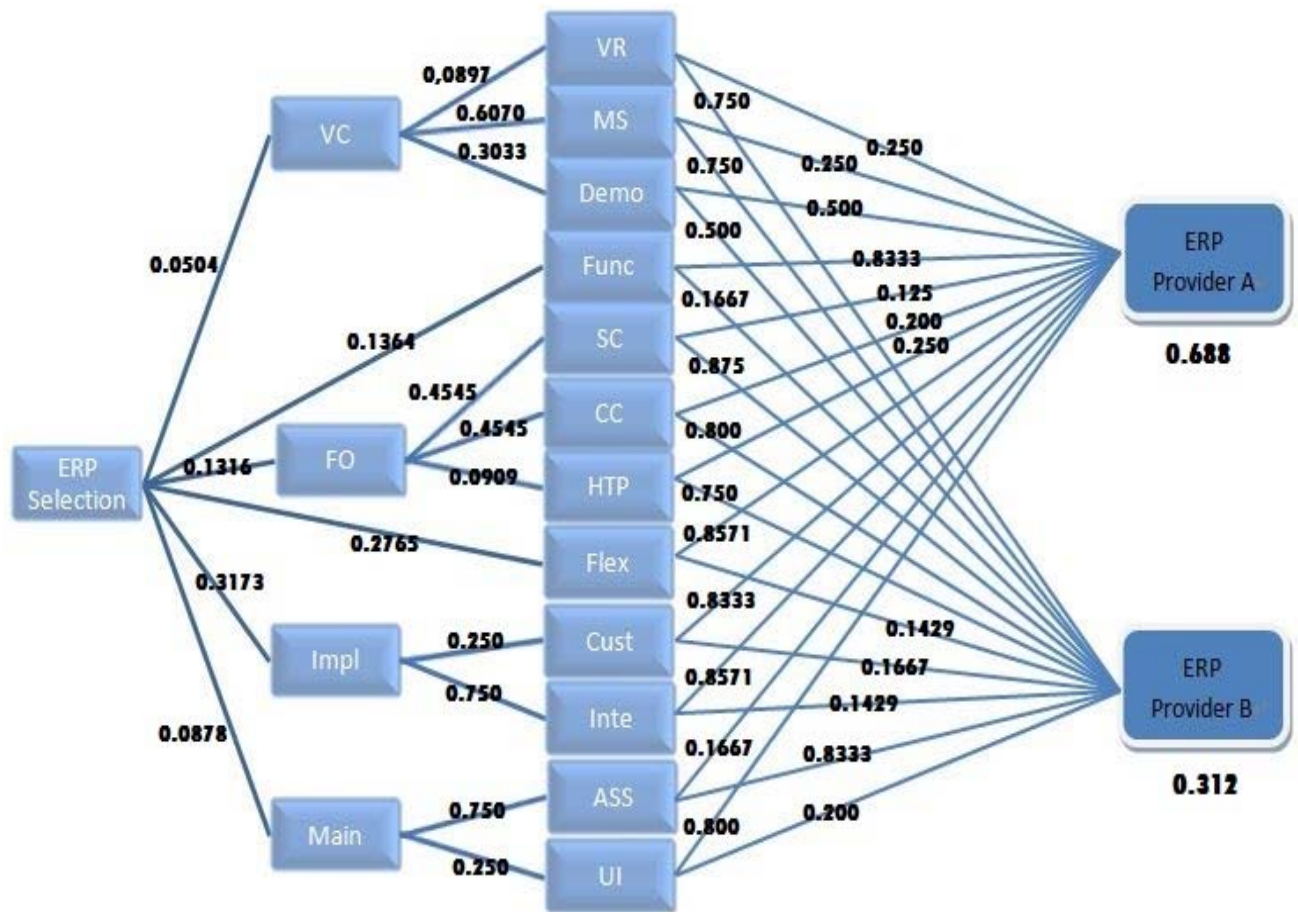 VR
0,0897
0.750
VC
0.6070
MS
0.250
0.3033
0.750
0.250
Demo
0.500
0.500
ERP
Provider A
0.0504
Func
0.8333
0.1667
0.125
0.688
0.1364
SC
0.200
0.875
0.250
0.4545
CC
0.4545
0.800
FO
ERP
Selection
0.1316
0.0909
HTP
0.750
0.2765
0.8571
Flex
0.3173
0.8333
0.1429
0.250
Cust
0.1667
Impl
0.8571
ERP
Provider B
0.750
Inte
0.1429
0.0878
0.1667
0.8333
0.312
ASS
0.750
0.800
0.200
Main
0.250
UI